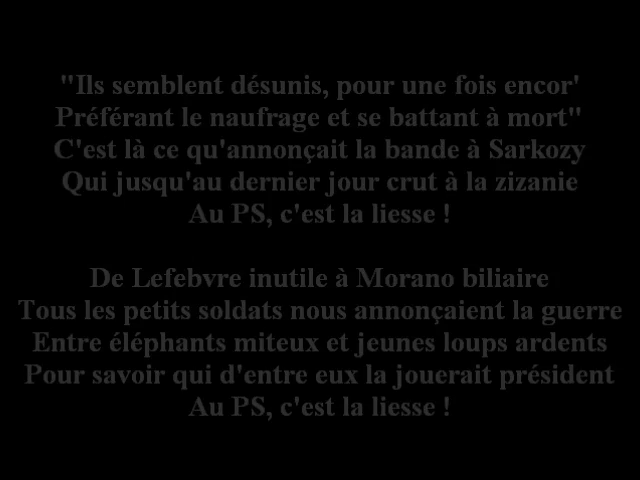 "Ils semblent désunis, pour une fois encor'
Préférant le naufrage et se battant à mort"
C'est là ce qu'annonçait la bande à Sarkozy
Qui jusqu'au dernier jour crut à la zizanie
Au PS, c'est la liesse !
De Lefebvre inutile à Morano biliaire
Tous les petits soldats nous annonçaient la guerre
Entre éléphants miteux et jeunes loups ardents
Pour savoir qui d'entre eux la jouerait président
Au PS, c'est la liesse !